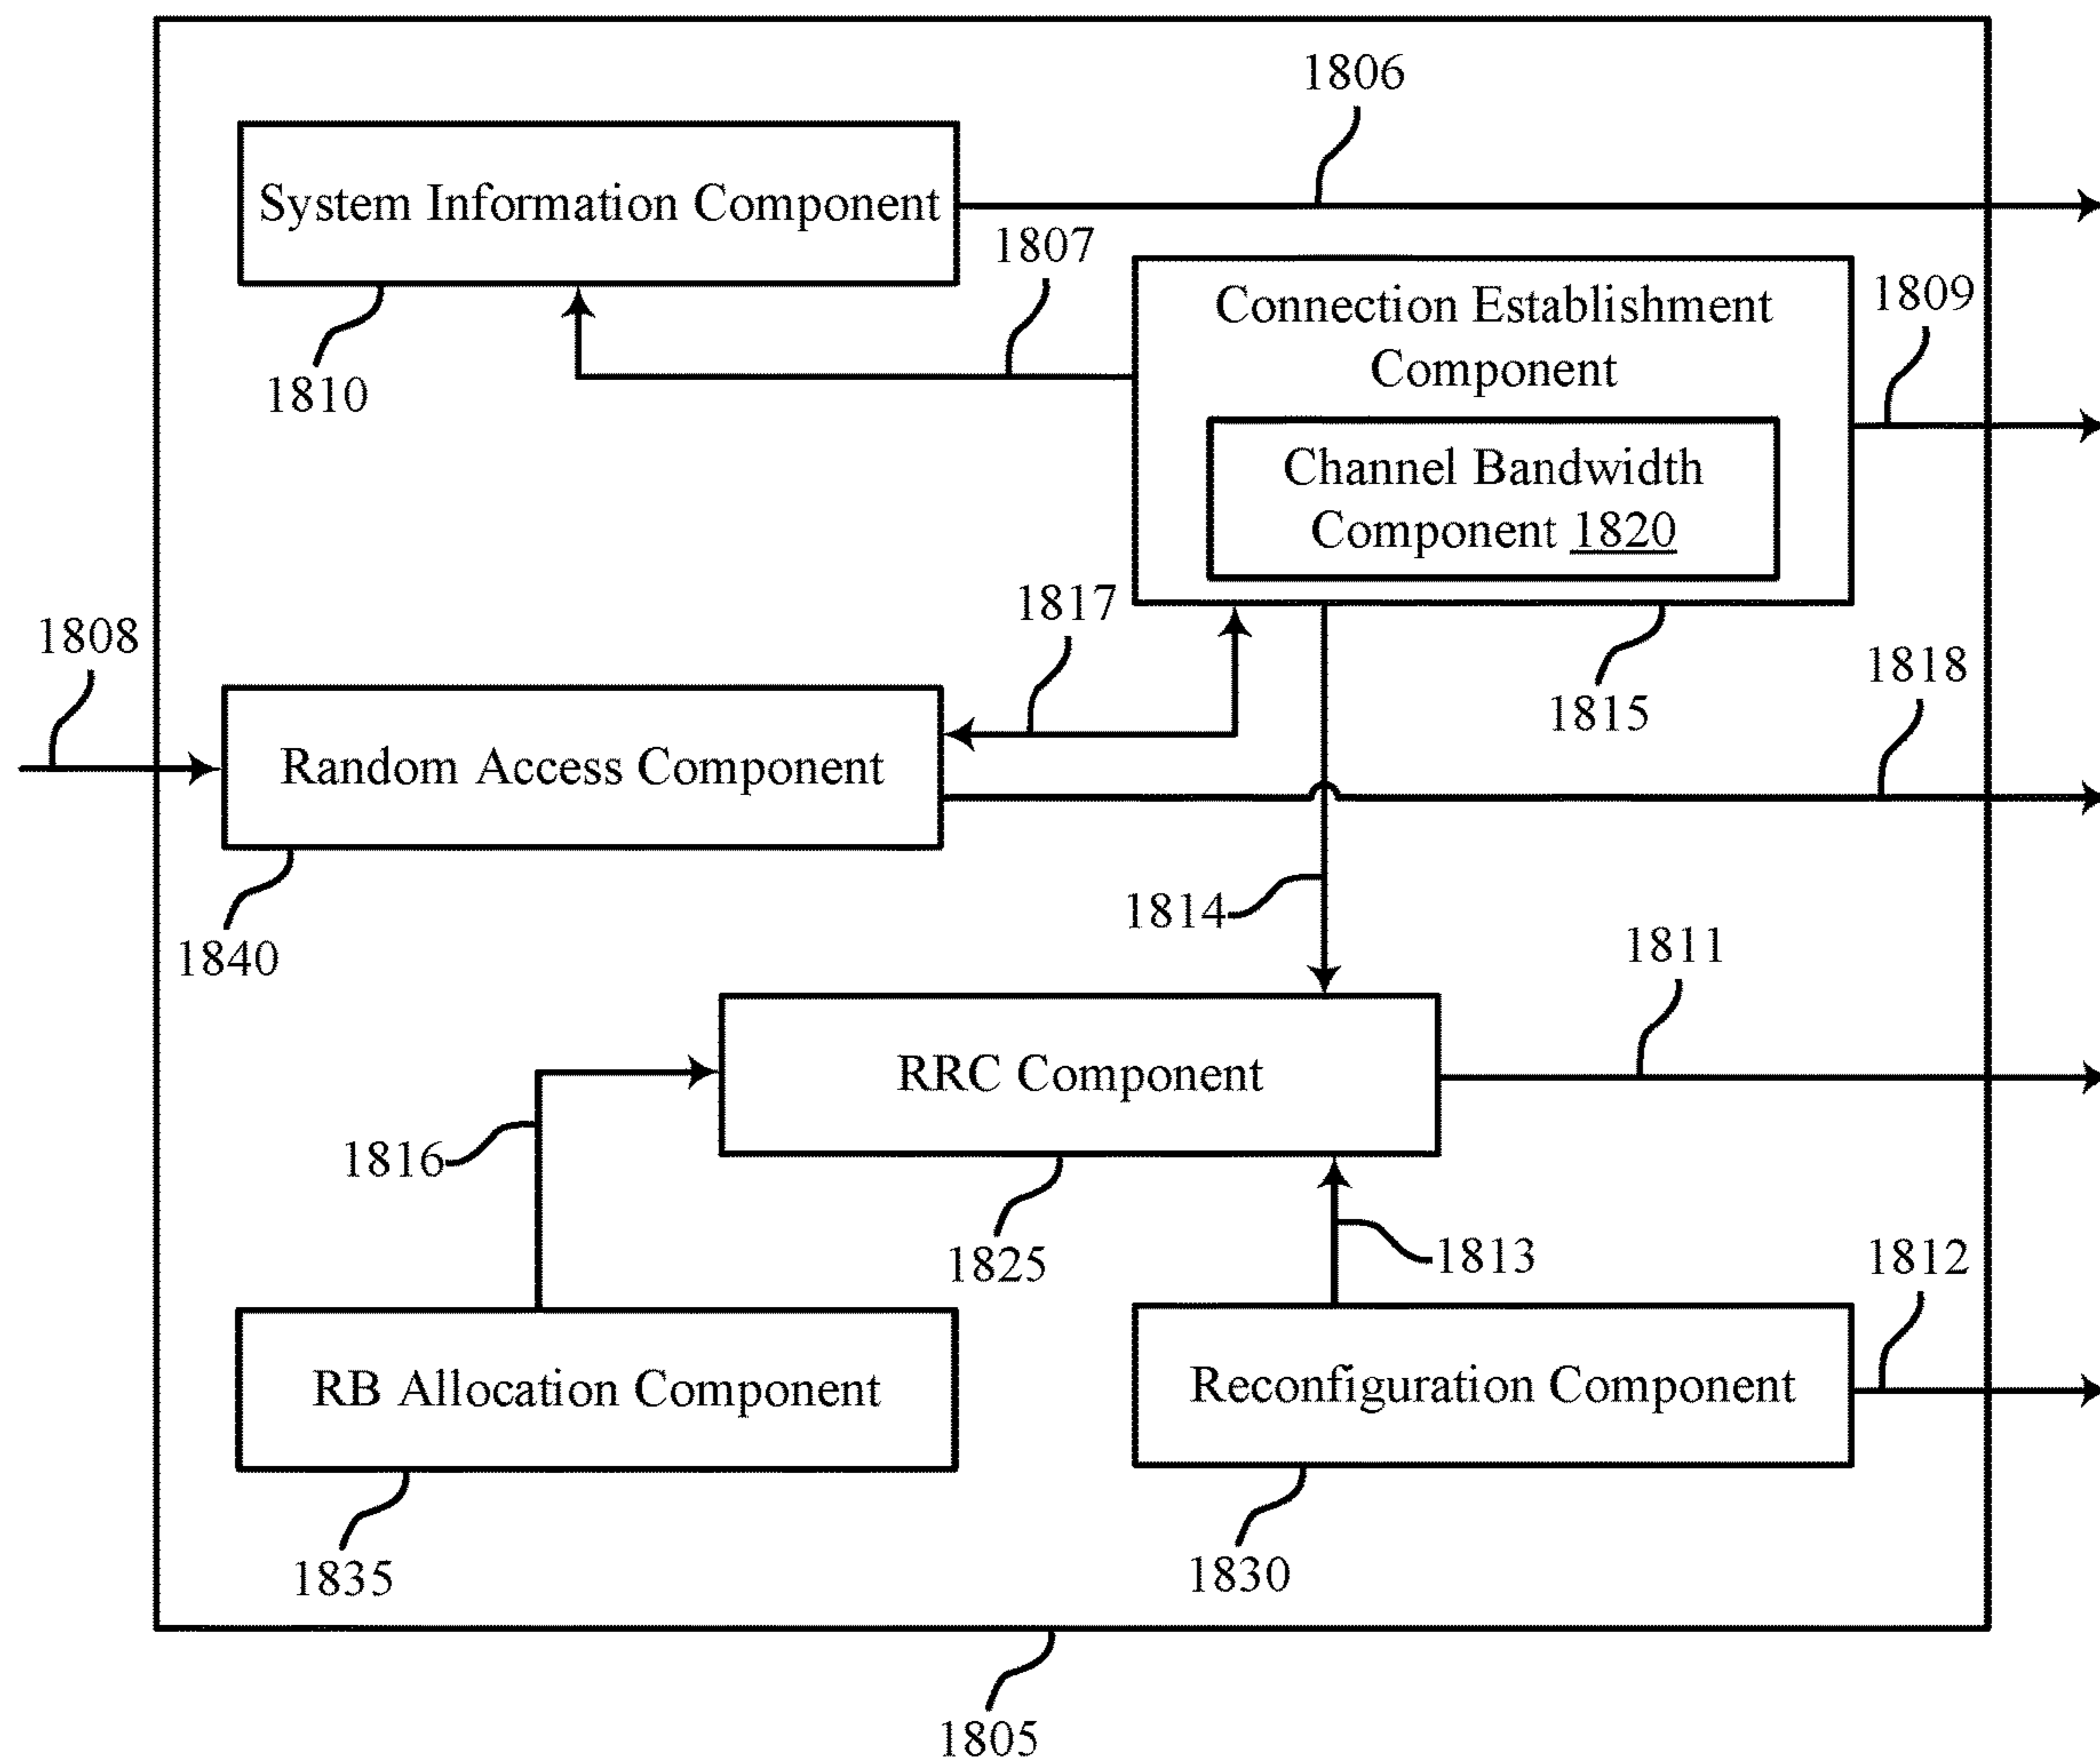 1806
System Information Component
1807
1810
Connection Establishment
Component
1809
Channel Bandwidth
Component 1820
1817
1808
1815
1818
Random Access Component
1840
1814
1811
RRC Component
1816
1825
1813
1812
RB Allocation Component
Reconfiguration Component
1835
1830
1805